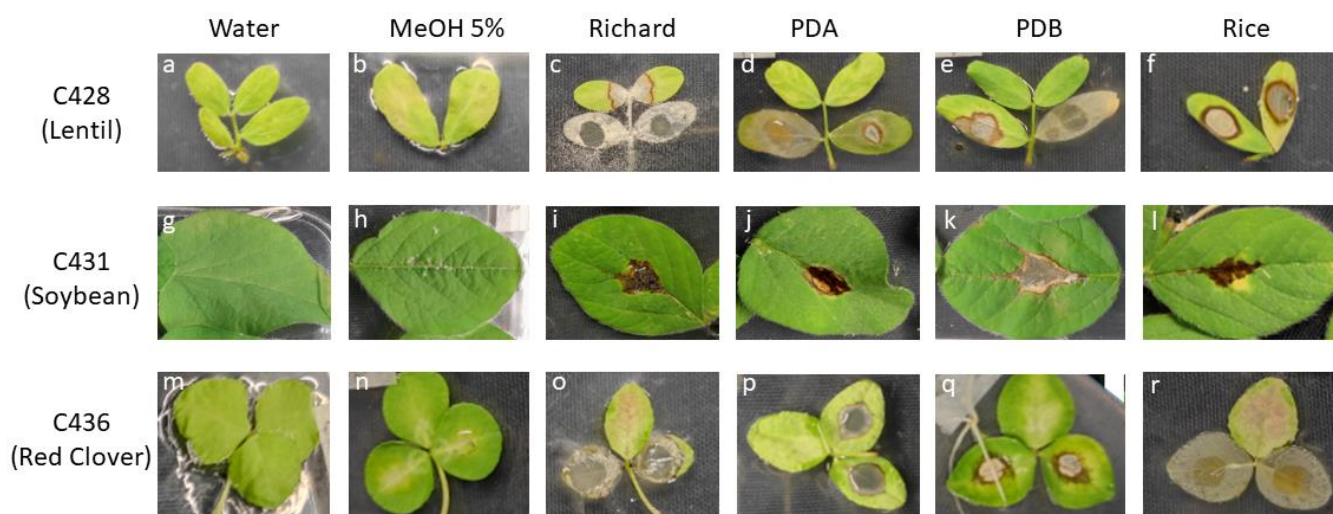 Water MeOH 5% Richard PDA PDB Rice
C428
(Lentil)
a b c d e f
C431
(Soybean)
g h i j k l
C436
(Red Clover)
m n o p q r